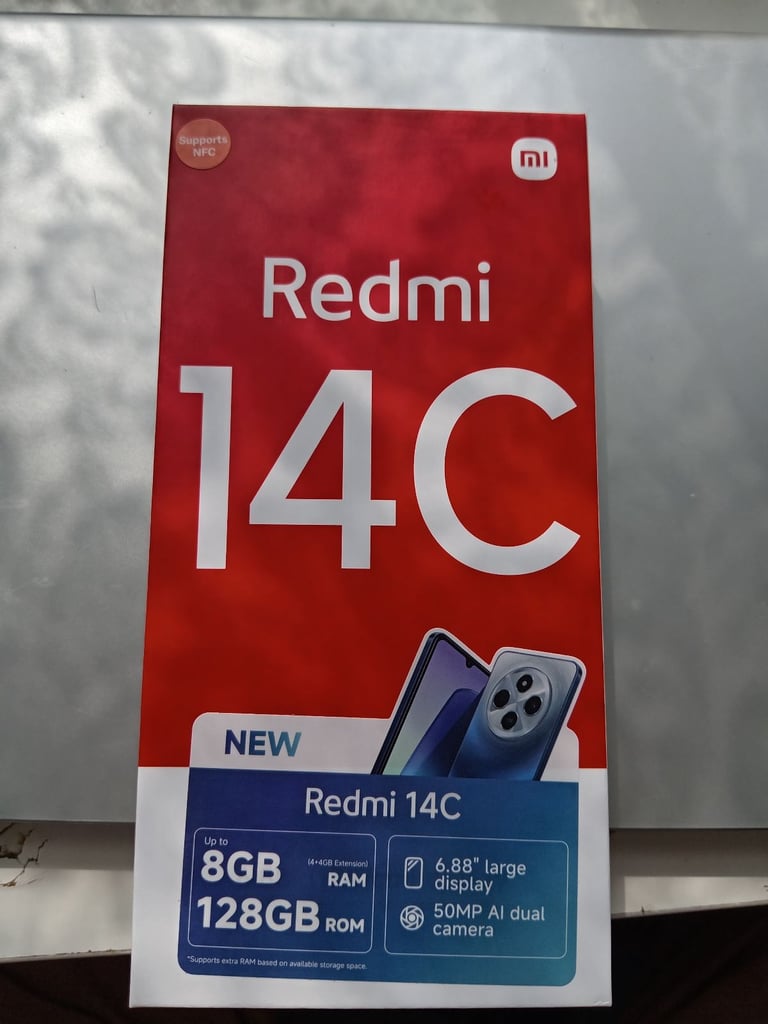 Supports
NFC
mi
Redmi
14C
NEW
Redmi 14C
Up to
8GB (4+4GB Extension) RAM
128GB ROM
6.88" large
display
50MP AI dual
camera
*Supports extra RAM based on available storage space.